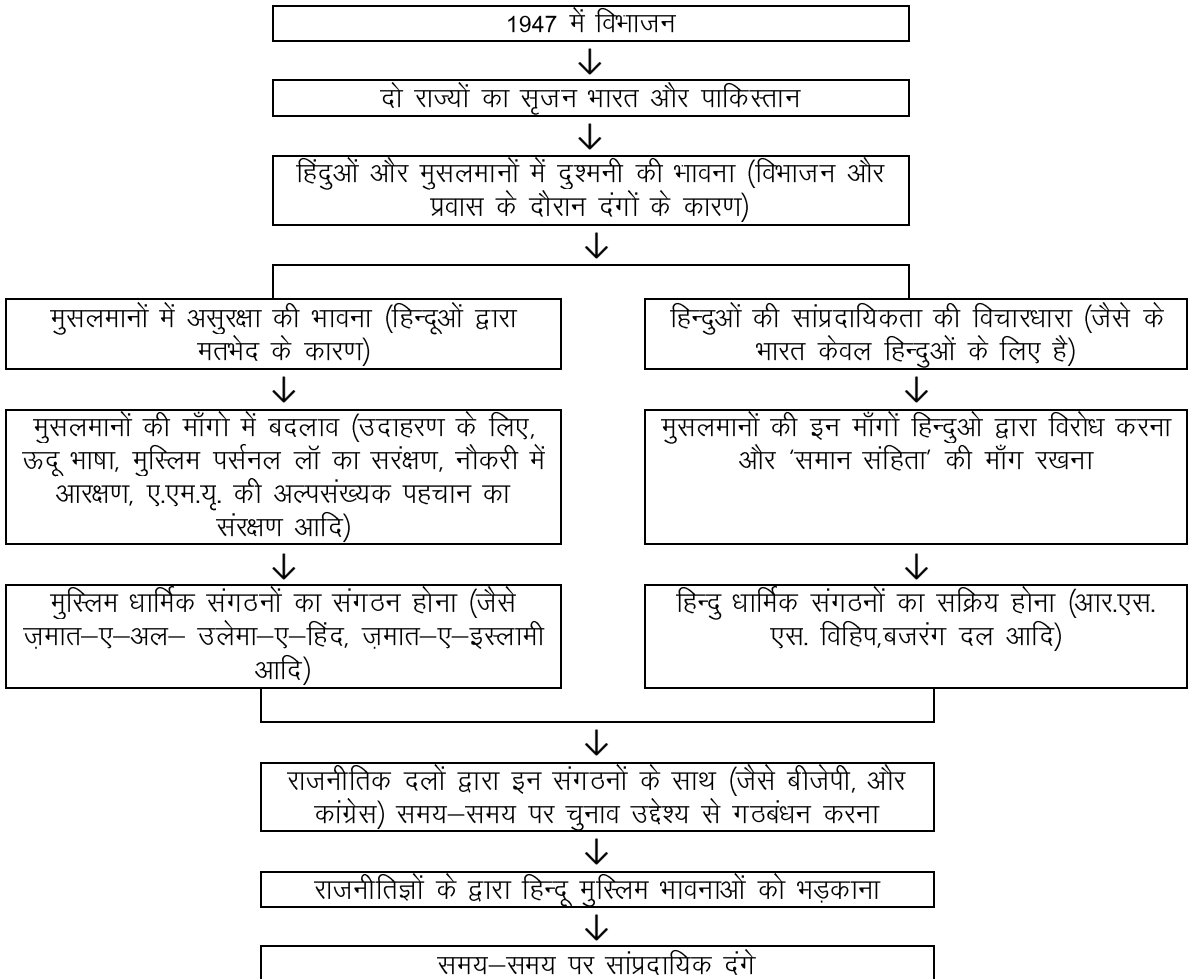 1947 में विभाजन
दो राज्यों का सृजन भारत और पाकिस्तान
हिंदुओं और मुसलमानों में दुश्मनी की भावना (विभाजन और
प्रवास के दौरान दंगों के कारण)
मुसलमानों में असुरक्षा की भावना (हिन्दूओं द्वारा
मतभेद के कारण)
हिन्दुओं की सांप्रदायिकता की विचारधारा (जैसे के
भारत केवल हिन्दुओं के लिए है)
मुसलमानों की माँगो में बदलाव (उदाहरण के लिए,
ऊदू भाषा, मुस्लिम पर्सनल लॉ का सरंक्षण, नौकरी में
आरक्षण, ए.एम.यृ. की अल्पसंख्यक पहचान का
संरक्षण आदि)
मुसलमानों की इन माँगों हिन्दुओ द्वारा विरोध करना
और ‘समान संहिता’ की माँग रखना
मुस्लिम धार्मिक संगठनों का संगठन होना (जैसे
ज़मात–ए–अल– उलेमा–ए–हिंद, ज़मात–ए–इस्लामी
आदि)
हिन्दु धार्मिक संगठनों का सक्रिय होना (आर.एस.
एस. विहिप,बजरंग दल आदि)
राजनीतिक दलों द्वारा इन संगठनों के साथ (जैसे बीजेपी, और
कांग्रेस) समय–समय पर चुनाव उद्देश्य से गठबंधन करना
राजनीतिज्ञों के द्वारा हिन्दू मुस्लिम भावनाओं को भड़काना
समय–समय पर सांप्रदायिक दंगे